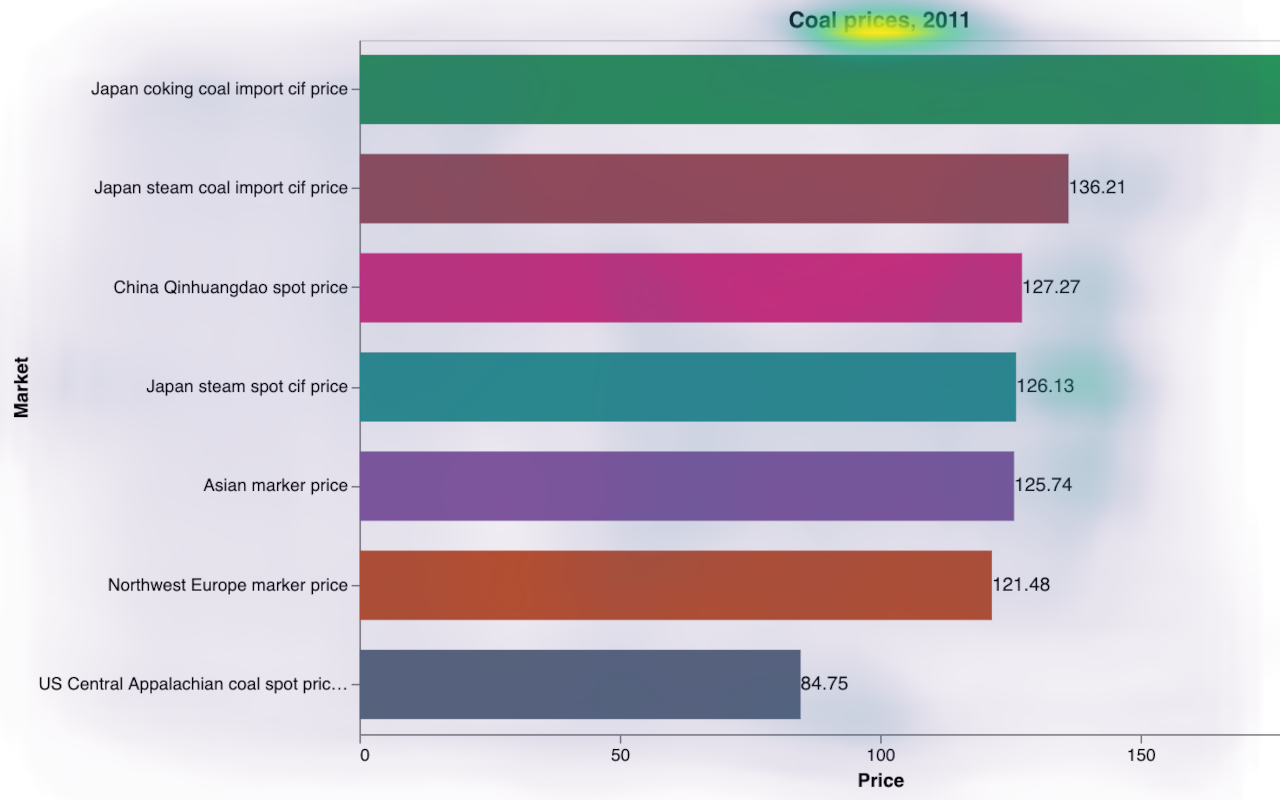 Coal prices, 2011
Japan coking coal import cif price
Japan steam coal import cif price
136.21
China Qinhuangdao spot price
127.27
Japan steam spot cif price
126.13
Asian marker price
125.74
Northwest Europe marker price
121.48
US Central Appalachian coal spot pric…
84.75
Market
0
50
100
150
Price